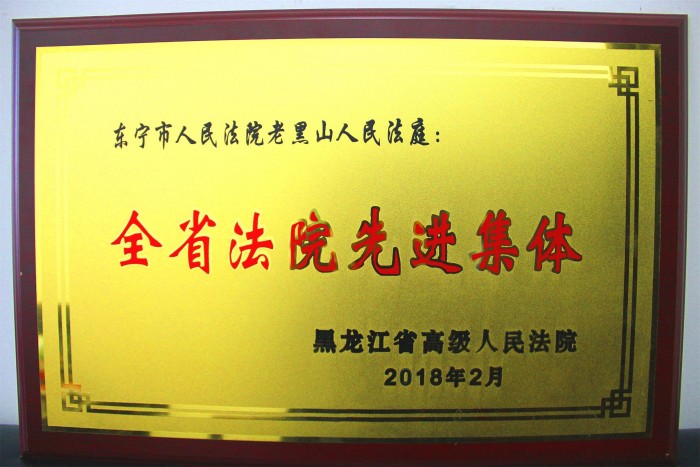 东宁市人民法院老黑山人民法庭：
全省法院先进集体
黑龙江省高级人民法院
2018年2月